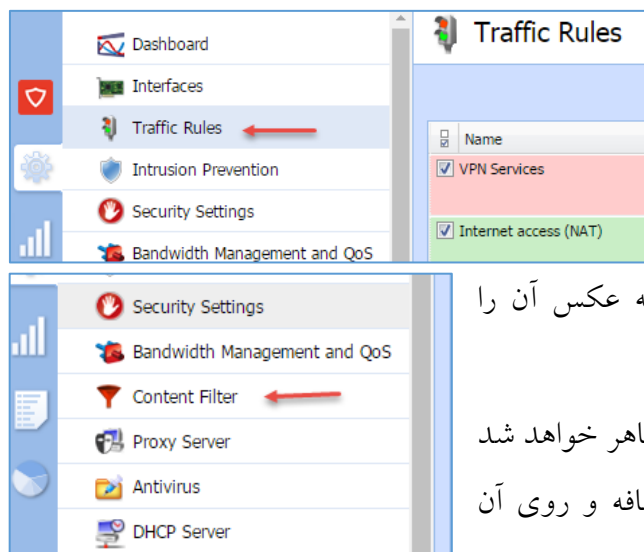 Dashboard
Interfaces
Traffic Rules
Intrusion Prevention
Security Settings
Bandwidth Management and QoS
Traffic Rules
Name
VPN Services
Internet access (NAT)
Security Settings
Bandwidth Management and QoS
Content Filter
Proxy Server
Antivirus
DHCP Server
عکس آن را
خواهد شد
و روی آن